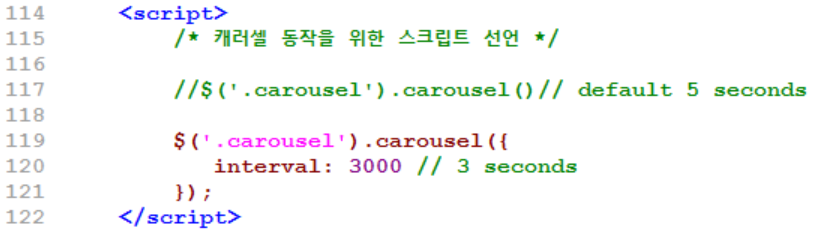 114 <script>
115 /* 캐러셀 동작을 위한 스크립트 선언 */
116
117 //$('.carousel').carousel()// default 5 seconds
118
119 $('.carousel').carousel({
120 interval: 3000 // 3 seconds
121 });
122 </script>